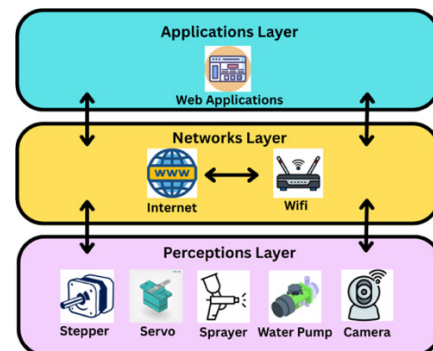 Applications Layer
Web Applications
Networks Layer
WWW
Internet
Wifi
Perceptions Layer
Stepper Servo Sprayer Water Pump Camera